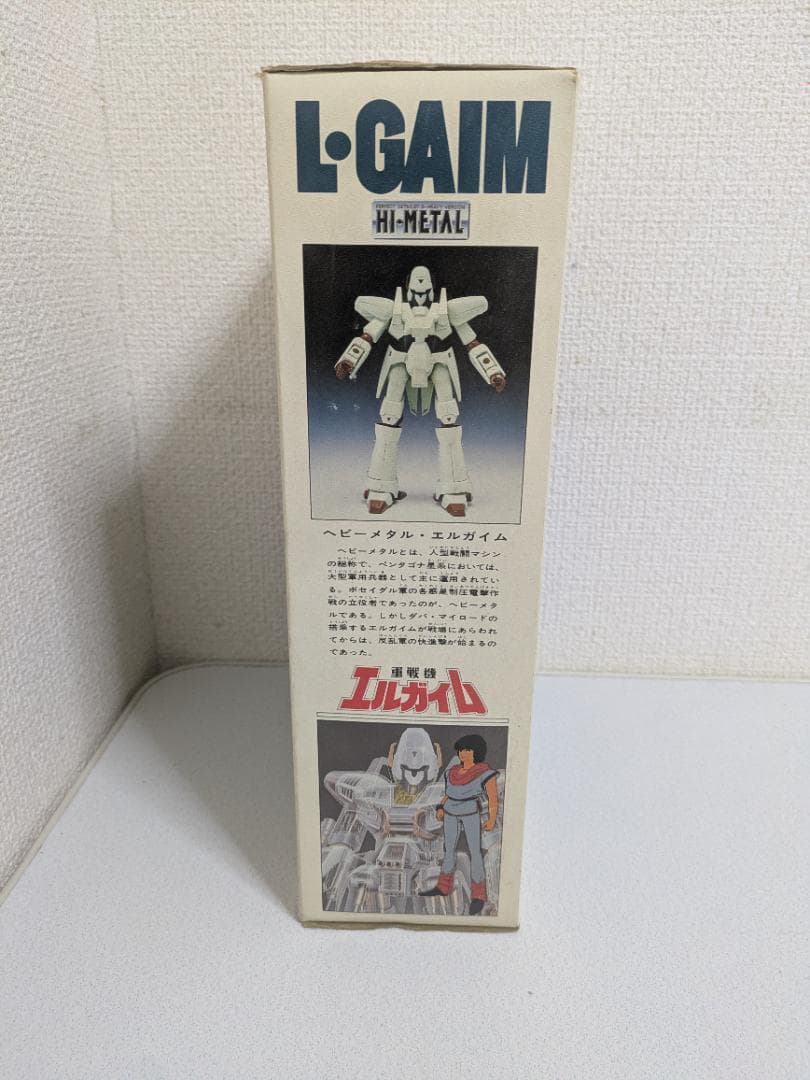 L・GAIM
PERFECT DETAILED & HEAVY VERSION
HI-METAL
ヘビーメタル・エルガイム
ヘビーメタルとは、人型戦闘マシン
の総称で、ペンタゴナ星系においては、
大型軍用兵器として主に運用されてい
る。ポセイダル軍の各惑星制圧電撃作
戦の立役者であったのが、ヘビーメタ
ルである。しかしダバ・マイロードの
搭乗するエルガイムが戦場にあらわれ
てからは、反乱軍の快進撃が始まるの
であった。
重戦機
エルガイム